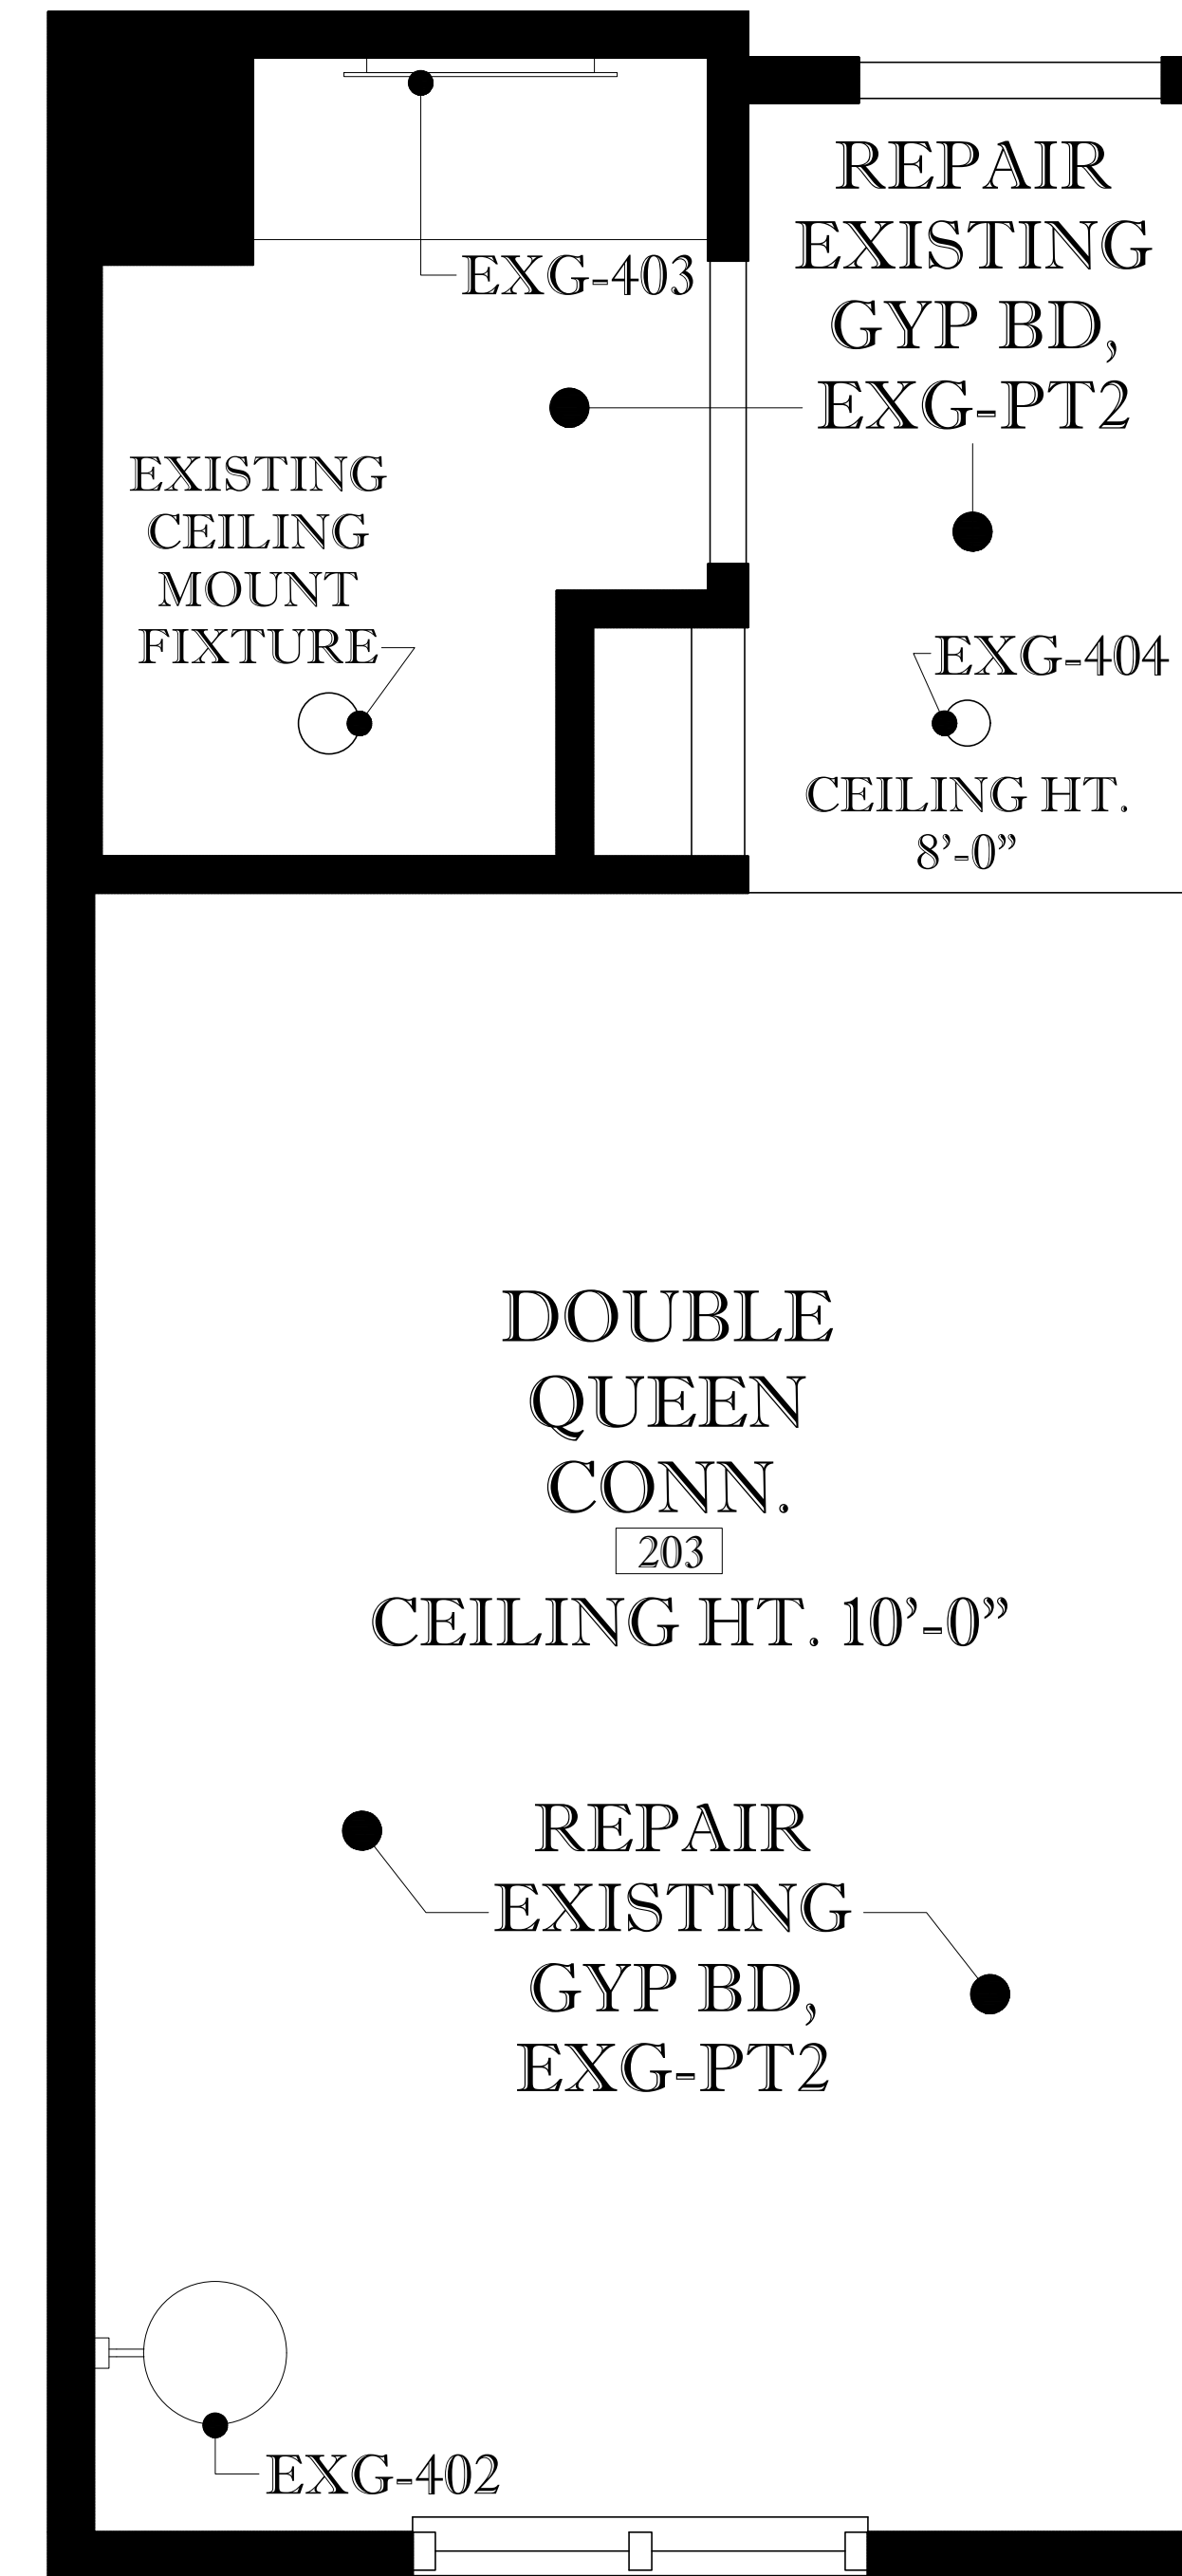 REPAIR
EXISTING
GYP BD,
EXG-PT2
EXG-403
EXISTING
CEILING
MOUNT
FIXTURE
EXG-404
CEILING HT.
8’-0”
DOUBLE
QUEEN
CONN.
203
CEILING HT. 10’-0”
REPAIR
EXISTING
GYP BD,
EXG-PT2
EXG-402